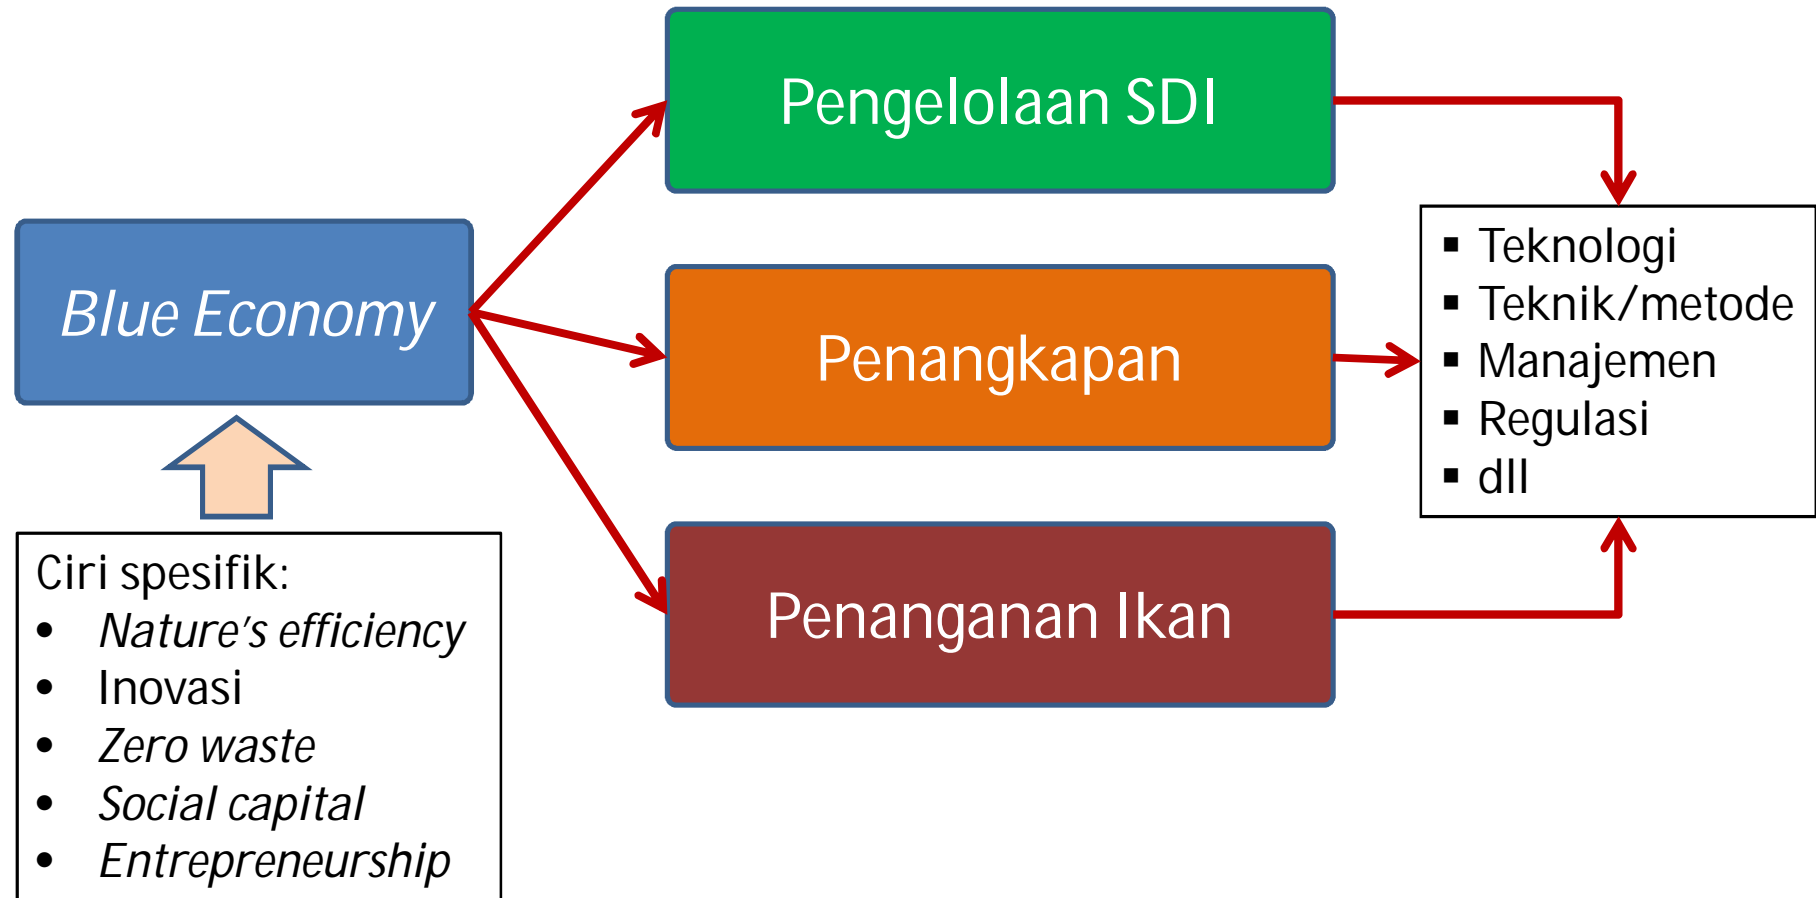 Pengelolaan SDI
Blue Economy
Penangkapan
Penanganan Ikan
▪ Teknologi
▪ Teknik/metode
▪ Manajemen
▪ Regulasi
▪ dll
Ciri spesifik:
• Nature's efficiency
• Inovasi
• Zero waste
• Social capital
• Entrepreneurship